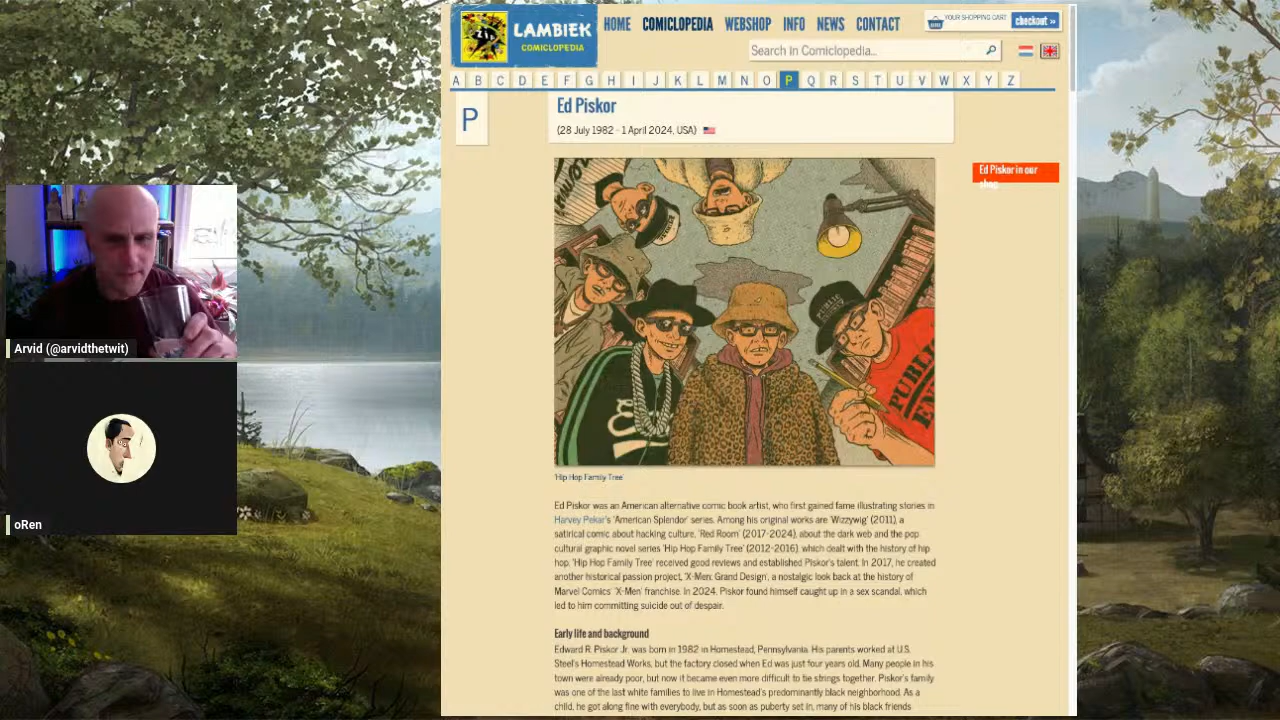 LAMBIEK
COMICLOPEDIA
HOME COMICLOPEDIA WEBSHOP INFO NEWS CONTACT
YOUR SHOPPING CART
checkout »
Search in Comiclopedia...
A B C D E F G H I J K L M N O P Q R S T U V W X Y Z
P
Ed Piskor
(28 July 1982 - 1 April 2024, USA)
Ed Piskor in our
shop
PUBLIC
'Hip Hop Family Tree'
Ed Piskor was an American alternative comic book artist, who first gained fame illustrating stories in
Harvey Pekar's 'American Splendor' series. Among his original works are 'Wizzywig' (2011), a
satirical comic about hacking culture, 'Red Room' (2017-2024), about the dark web and the pop
cultural graphic novel series 'Hip Hop Family Tree' (2012-2016), which dealt with the history of hip
hop. 'Hip Hop Family Tree' received good reviews and established Piskor's talent. In 2017, he created
another historical passion project, 'X-Men: Grand Design', a nostalgic look back at the history of
Marvel Comics' 'X-Men' franchise. In 2024, Piskor found himself caught up in a sex scandal, which
led to him committing suicide out of despair.
Early life and background
Edward R. Piskor Jr. was born in 1982 in Homestead, Pennsylvania. His parents worked at U.S.
Steel's Homestead Works, but the factory closed when Ed was just four years old. Many people in his
town were already poor, but now it became even more difficult to tie strings together. Piskor's family
was one of the last white families to live in Homestead's predominantly black neighborhood. As a
child, he got along fine with everybody, but as soon as puberty set in, many of his black friends
Arvid (@arvidthetwit)
oRen